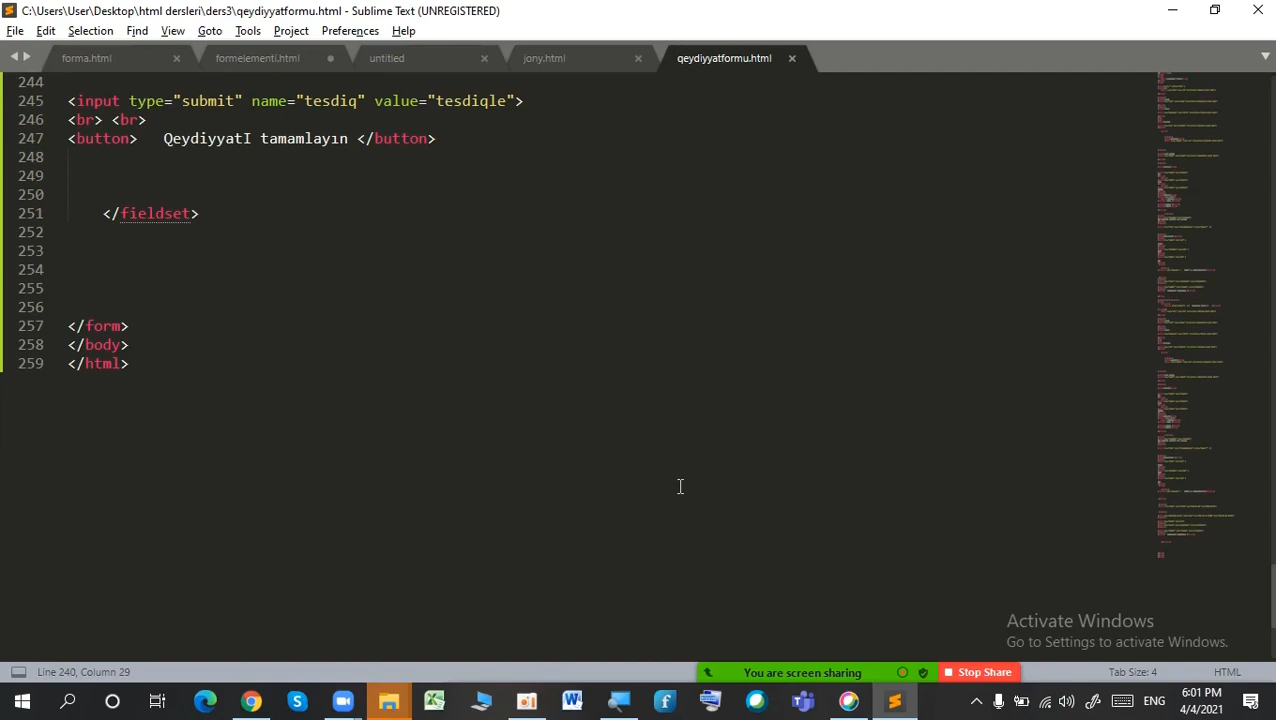 C:\Users\User\Desktop\html dersleri\ders3\qeydiyyatformu.html - Sublime Text (UNREGISTERED)
File Edit Selection Find View Goto Tools Project Preferences Help
forma.html formelementi.html untitled jony.html qeydiyyatformu.html
244
245 <input type="submit" name="tesdiq" value="tesdiqle">
246 <br> <br>
247 <button> QeydiyyatI tamamlayin </button>
248
249
250
251 </fieldset>
252
253
254
255
256
257 </form>
258 </body>
259 </html>
Activate Windows
Go to Settings to activate Windows.
Line 240, Column 29 You are screen sharing Stop Share Tab Size: 4 HTML
ENG 6:01 PM
4/4/2021